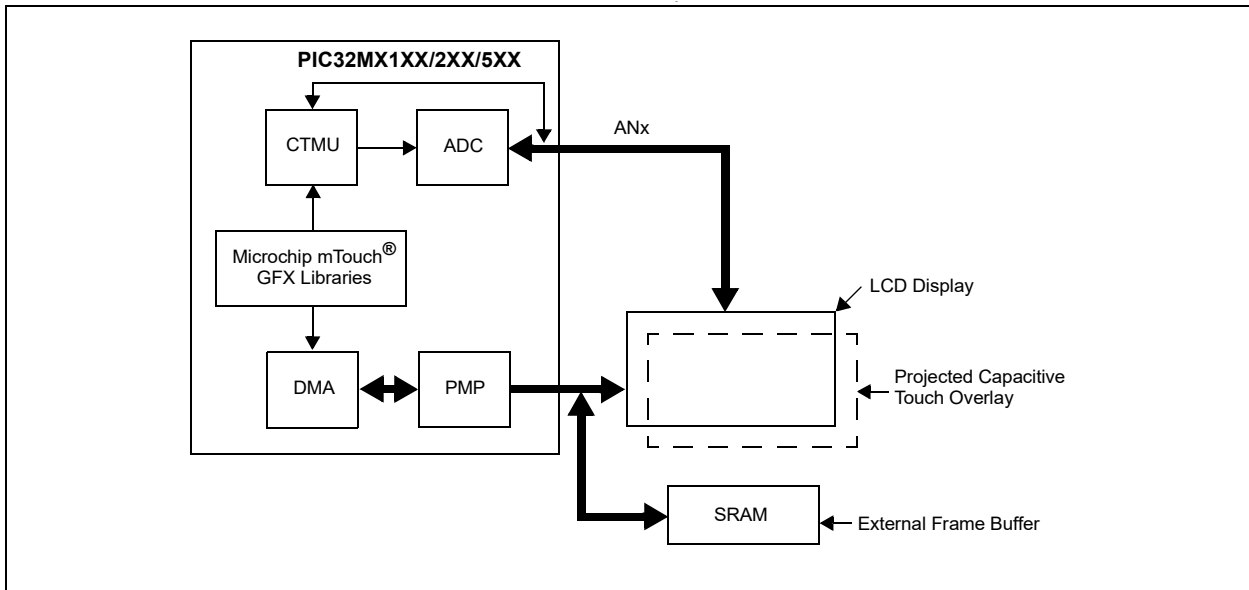 PIC32MX1XX/2XX/5XX
CTMU
ADC
ANx
Microchip mTouch®
GFX Libraries
LCD Display
DMA
PMP
Projected Capacitive
Touch Overlay
SRAM
External Frame Buffer